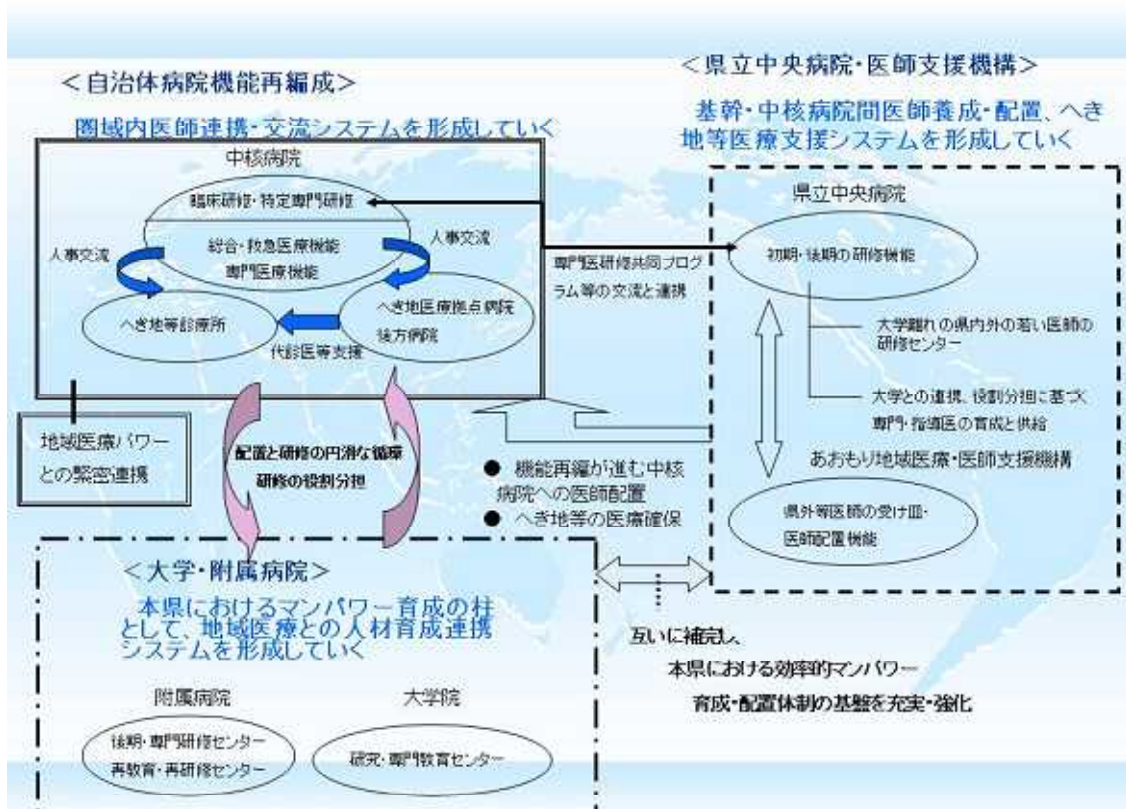 ＜自治体病院機能再編成＞
圏域内医師連携・交流システムを形成していく
中核病院
臨床研修・特定専門研修
総合・救急医療機能
専門医療機能
人事交流
人事交流
へき地等診療所
へき地医療拠点病院
後方病院
代診医等支援
地域医療パワー
との緊密連携
配置と研修の円滑な循環
研修の役割分担
専門医研修共同プログ
ラム等の交流と連携
＜県立中央病院・医師支援機構＞
基幹・中核病院間医師養成・配置、へき
地等医療支援システムを形成していく
県立中央病院
初期・後期の研修機能
大学離れの県内外の若い医師の
研修センター
大学との連携、役割分担に基づく
専門・指導医の育成と供給
あおもり地域医療・医師支援機構
県外等医師の受け皿・
医師配置機能
● 機能再編が進む中核
病院への医師配置
● へき地等の医療確保
＜大学・附属病院＞
本県におけるマンパワー育成の柱
として、地域医療との人材育成連携
システムを形成していく
附属病院
後期・専門研修センター
再教育・再研修センター
大学院
研究・専門教育センター
互いに補完し、
本県における効率的マンパワー
育成・配置体制の基盤を充実・強化